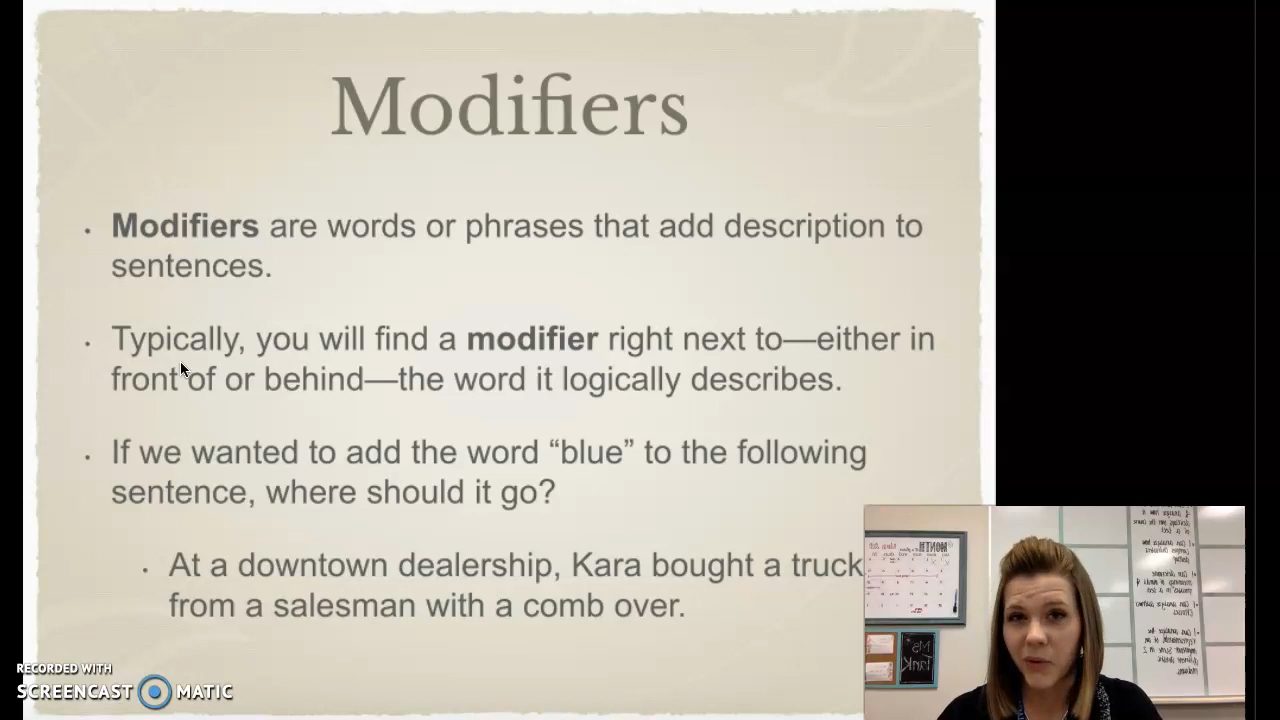 Modifiers
Modifiers are words or phrases that add description to
sentences.
Typically, you will find a modifier right next to—either in
front of or behind—the word it logically describes.
If we wanted to add the word “blue” to the following
sentence, where should it go?
At a downtown dealership, Kara bought a truck
from a salesman with a comb over.
RECORDED WITH
SCREENCAST MATIC
MONTH